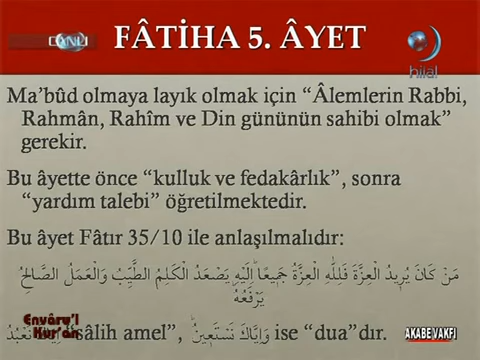 CANLI
FÂTİHA 5. ÂYET
hilal
Ma’bûd olmaya layık olmak için “Âlemlerin Rabbi,
Rahmân, Rahîm ve Din gününün sahibi olmak”
gerekir.
Bu âyette önce “kulluk ve fedakârlık”, sonra
“yardım talebi” öğretilmektedir.
Bu âyet Fâtır 35/10 ile anlaşılmalıdır:
مَنْ كَانَ يُرِيدُ الْعِزَّةَ فَلِلّٰهِ الْعِزَّةُ جَمِيعًاۜ اِلَيْهِ يَصْعَدُ الْكَلِمُ الطَّيِّبُ وَالْعَمَلُ الصَّالِحُ
يَرْفَعُهُۜ
نَعْبُدُ “sâlih amel”, وَاِيَّاكَ نَسْتَعِينُۜ ise “dua”dır.
Envâru'l
Kur'an
AKABE VAKFI